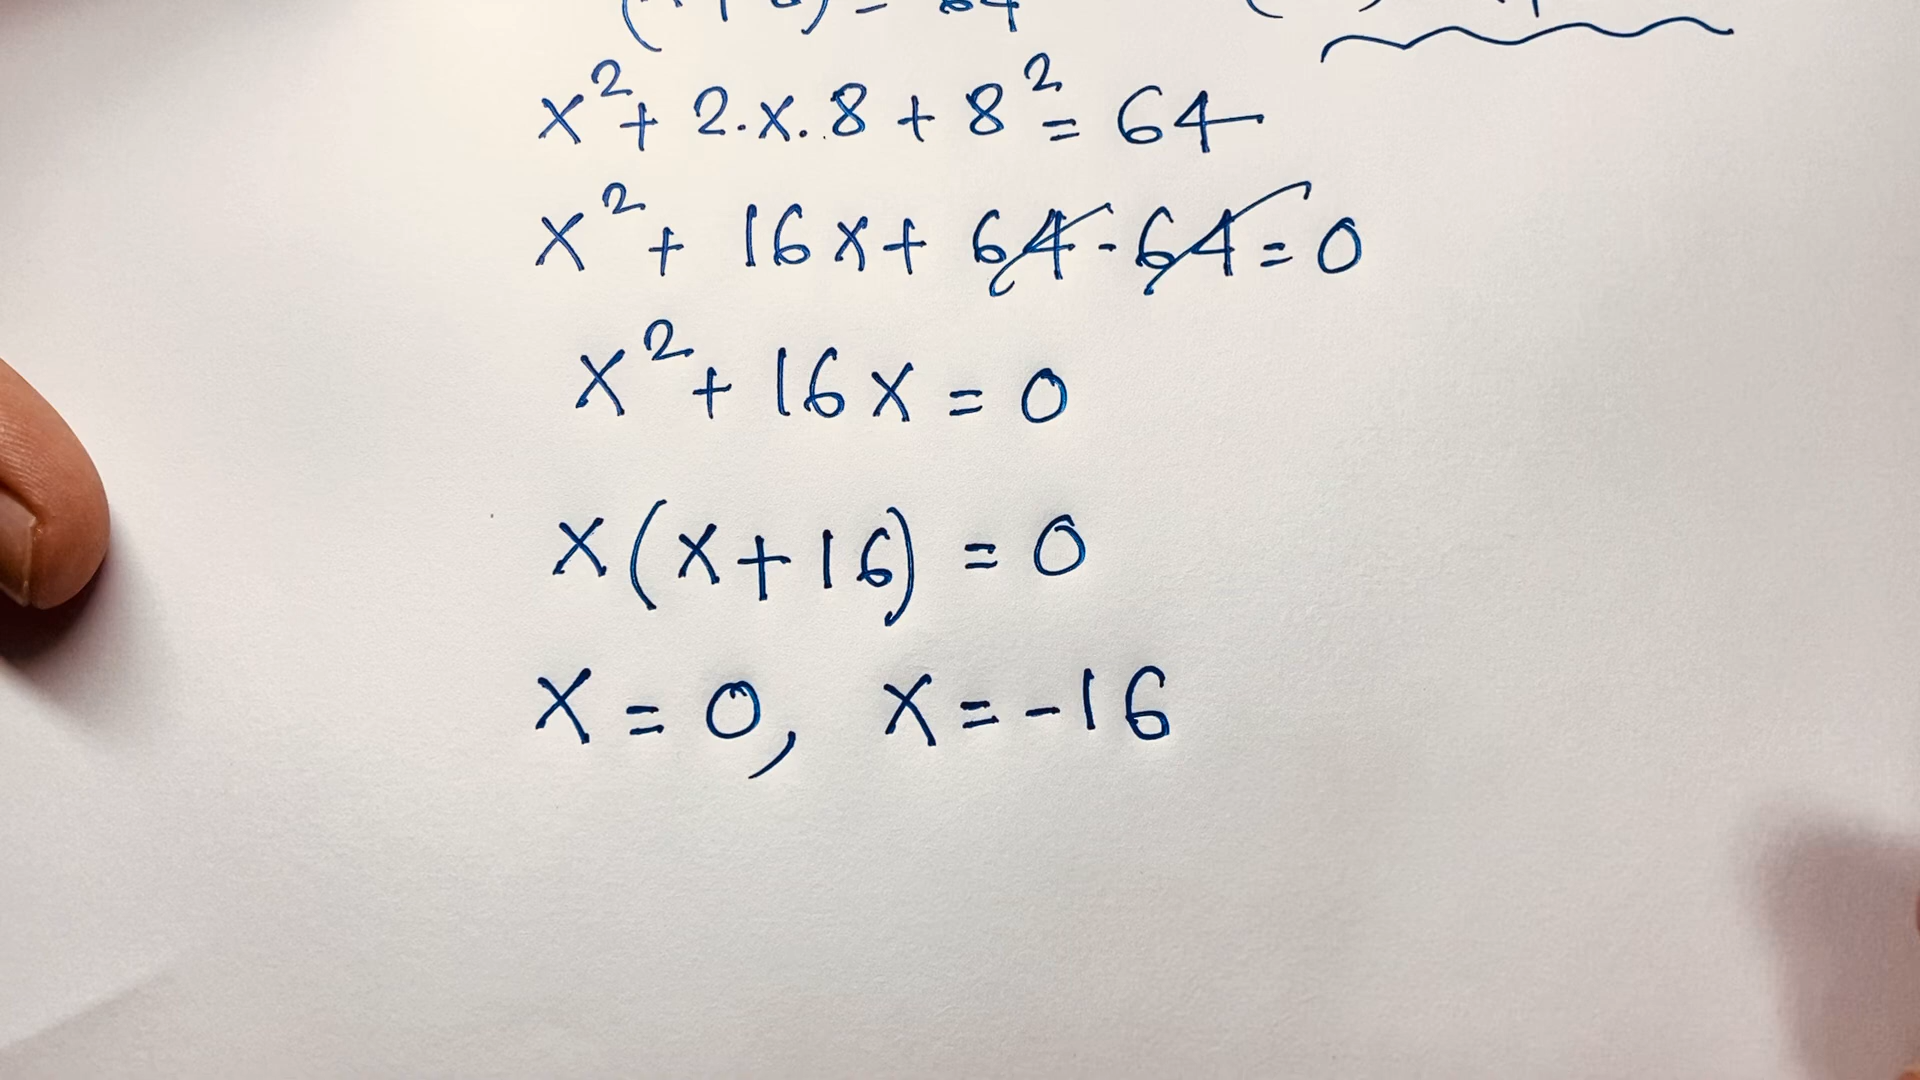 x² + 2.x.8 + 8² = 64
x² + 16x + 64 - 64 = 0
x² + 16x = 0
x(x+16) = 0
x = 0, x = -16